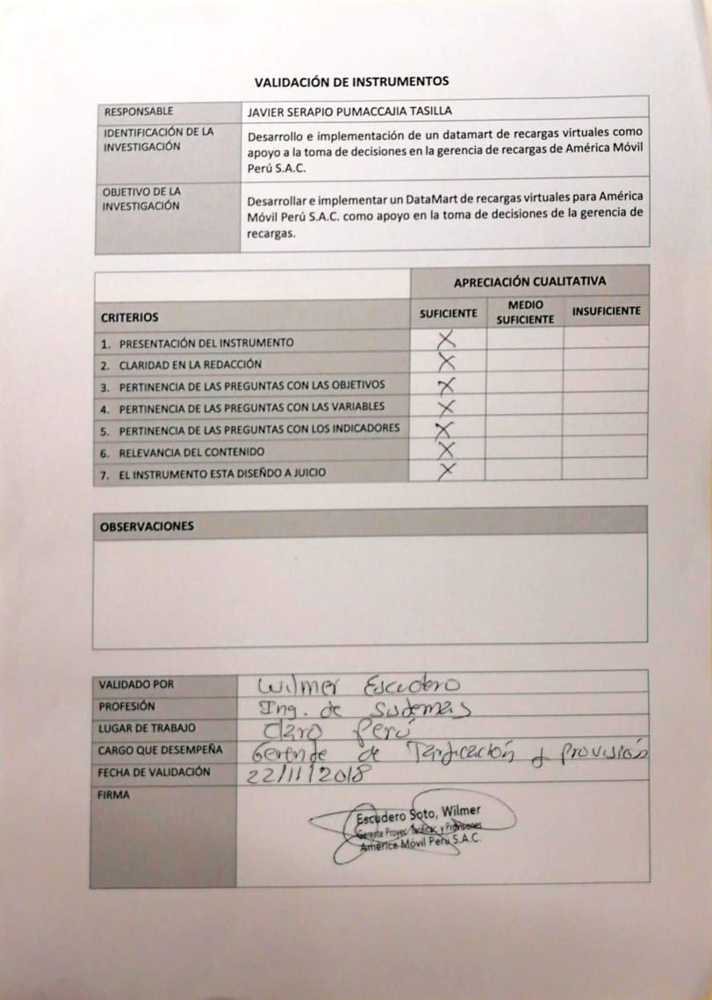 VALIDACIÓN DE INSTRUMENTOS
RESPONSABLE
JAVIER SERAPIO PUMACCAJIA TASILLA
IDENTIFICACIÓN DE LA
INVESTIGACIÓN
Desarrollo e implementación de un datamart de recargas virtuales como
apoyo a la toma de decisiones en la gerencia de recargas de América Móvil
Perú S.A.C.
OBJETIVO DE LA
INVESTIGACIÓN
Desarrollar e implementar un DataMart de recargas virtuales para América
Móvil Perú S.A.C. como apoyo en la toma de decisiones de la gerencia de
recargas.
APRECIACIÓN CUALITATIVA
CRITERIOS
SUFICIENTE
MEDIO
SUFICIENTE
INSUFICIENTE
1. PRESENTACIÓN DEL INSTRUMENTO X
2. CLARIDAD EN LA REDACCIÓN X
3. PERTINENCIA DE LAS PREGUNTAS CON LOS OBJETIVOS X
4. PERTINENCIA DE LAS PREGUNTAS CON LAS VARIABLES X
5. PERTINENCIA DE LAS PREGUNTAS CON LOS INDICADORES X
6. RELEVANCIA DEL CONTENIDO X
7. EL INSTRUMENTO ESTA DISEÑDO A JUICIO X
OBSERVACIONES
VALIDADO POR Wilmer Escudero
PROFESIÓN Ing. de Sistemas
LUGAR DE TRABAJO Claro Perú
CARGO QUE DESEMPEÑA Gerente de Tarificación y Provisión
FECHA DE VALIDACIÓN 22/11/2018
FIRMA
Escudero Soto, Wilmer
Gerente Proyec. y Provisiones
América Móvil Perú S.A.C.